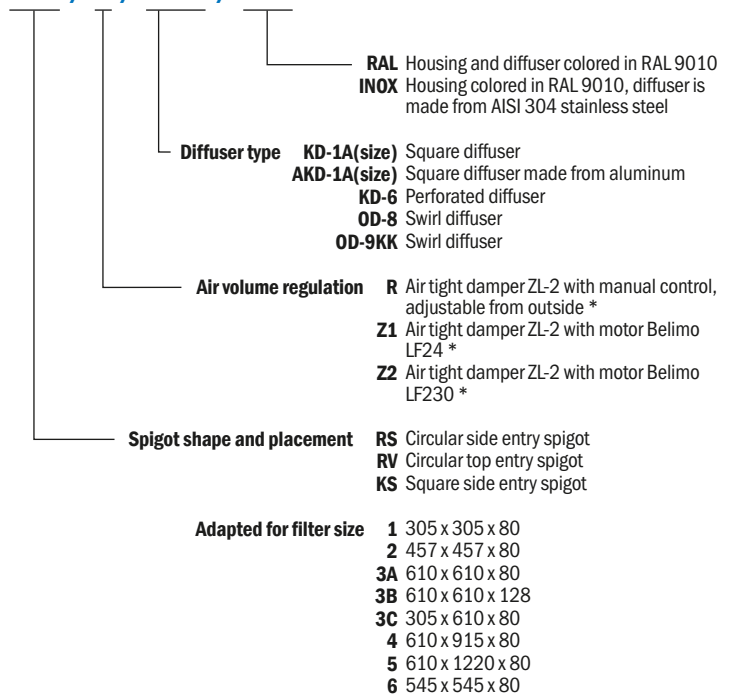 RAL Housing and diffuser colored in RAL 9010
INOX Housing colored in RAL 9010, diffuser is
made from AISI 304 stainless steel
Diffuser type KD-1A(size) Square diffuser
AKD-1A(size) Square diffuser made from aluminum
KD-6 Perforated diffuser
OD-8 Swirl diffuser
OD-9KK Swirl diffuser
Air volume regulation R Air tight damper ZL-2 with manual control,
adjustable from outside *
Z1 Air tight damper ZL-2 with motor Belimo
LF24 *
Z2 Air tight damper ZL-2 with motor Belimo
LF230 *
Spigot shape and placement RS Circular side entry spigot
RV Circular top entry spigot
KS Square side entry spigot
Adapted for filter size 1 305 x 305 x 80
2 457 x 457 x 80
3A 610 x 610 x 80
3B 610 x 610 x 128
3C 305 x 610 x 80
4 610 x 915 x 80
5 610 x 1220 x 80
6 545 x 545 x 80